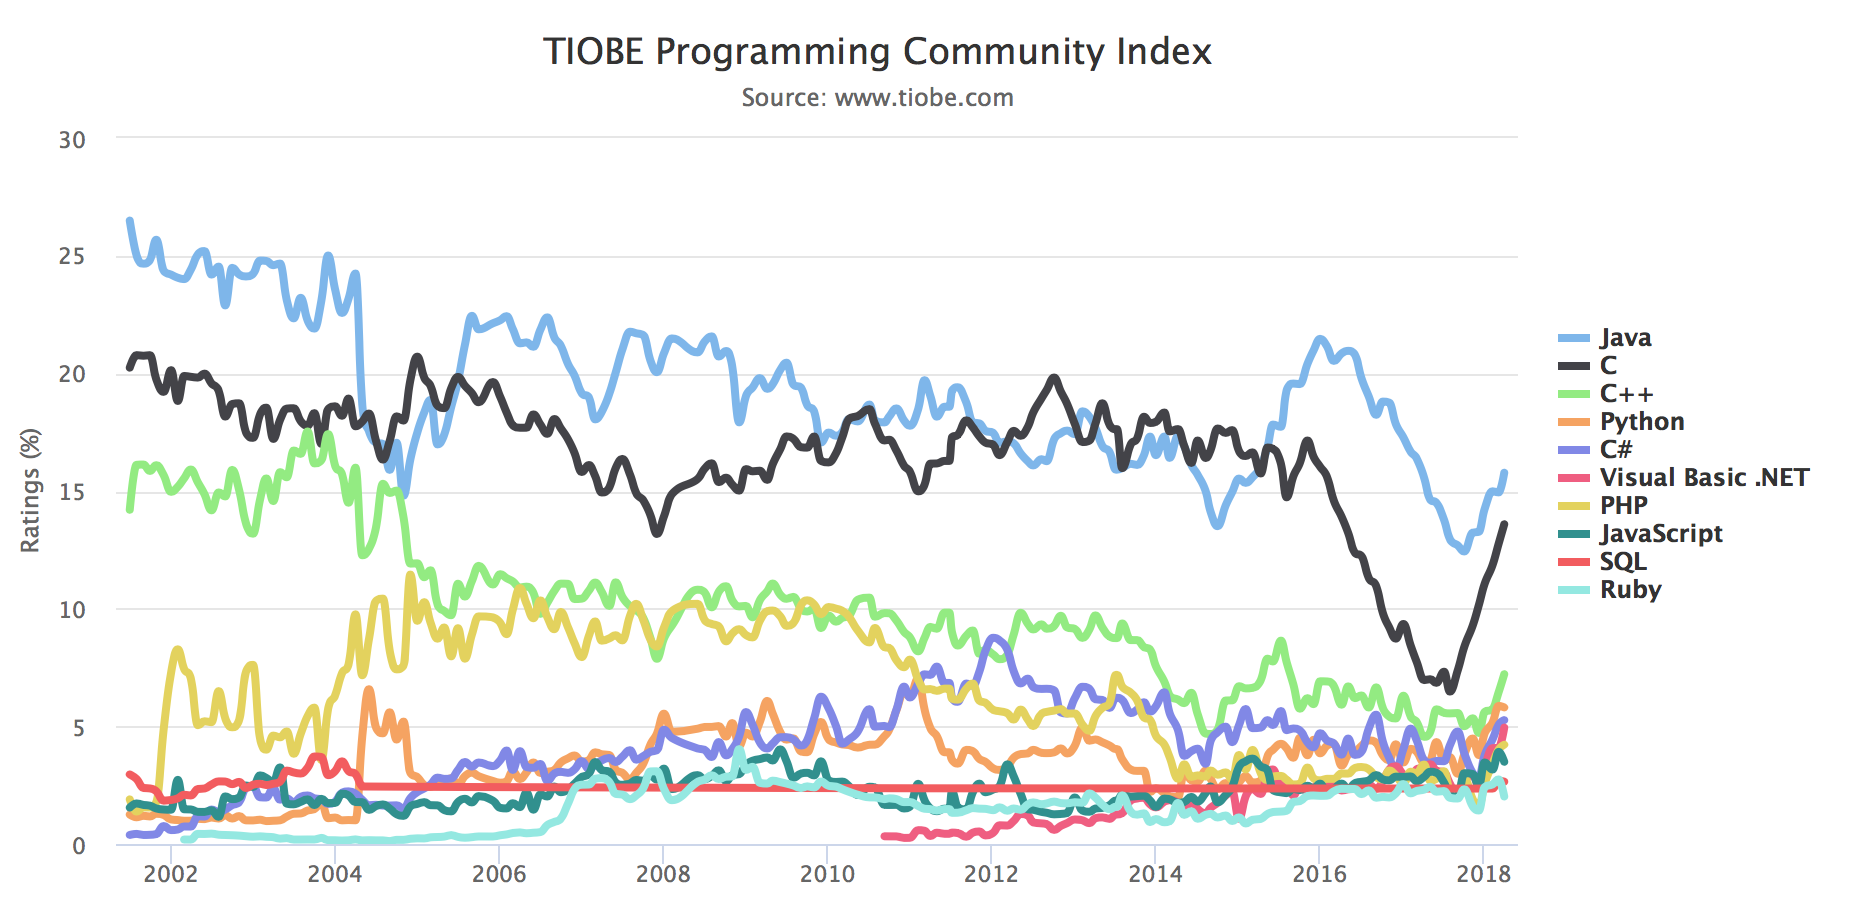 TIOBE Programming Community Index
Source: www.tiobe.com
Ratings (%)
30
25
20
15
10
5
0
2002 2004 2006 2008 2010 2012 2014 2016 2018
Java
C
C++
Python
C#
Visual Basic .NET
PHP
JavaScript
SQL
Ruby